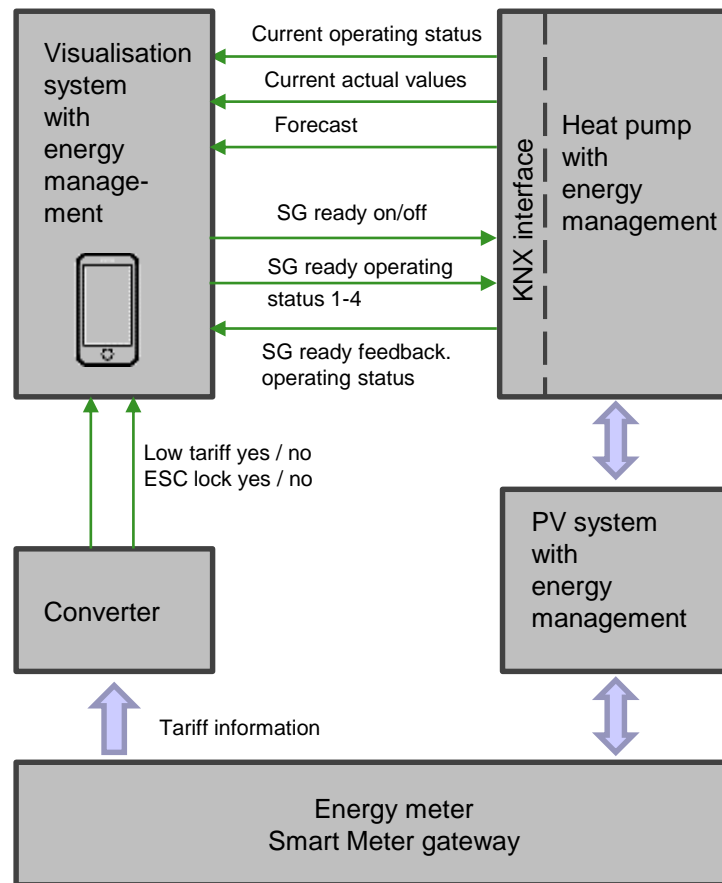 Visualisation
system
with
energy
manage-
ment
Current operating status
Current actual values
Forecast
SG ready on/off
SG ready operating
status 1-4
SG ready feedback.
operating status
KNX interface
Heat pump
with
energy
management
Low tariff yes / no
ESC lock yes / no
Converter
PV system
with
energy
management
Tariff information
Energy meter
Smart Meter gateway